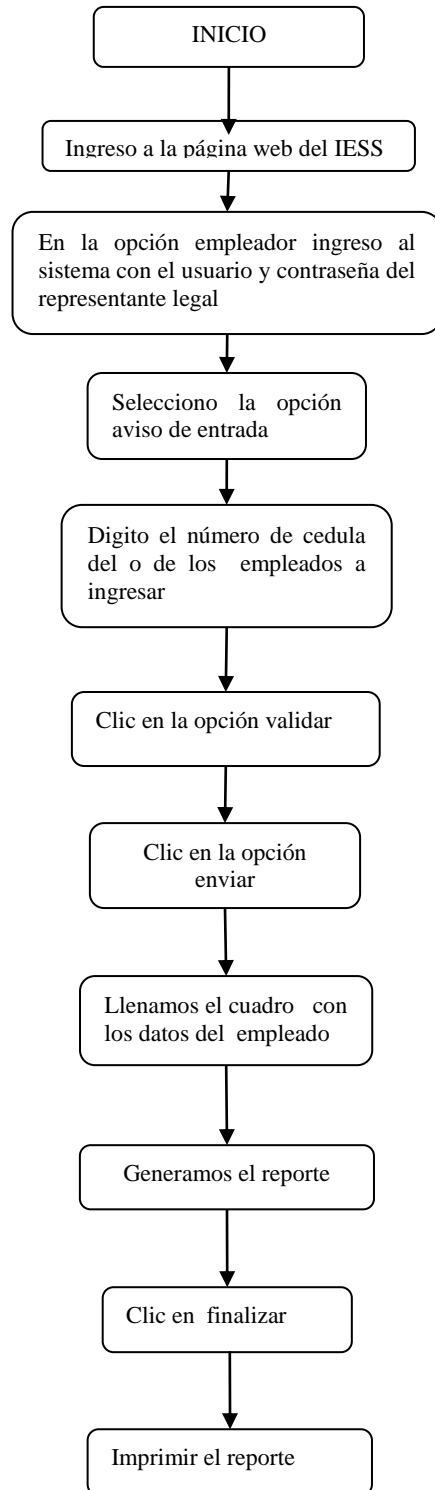 INICIO
Ingreso a la página web del IESS
En la opción empleador ingreso al
sistema con el usuario y contraseña del
representante legal
Selecciono la opción
aviso de entrada
Digito el número de cedula
del o de los empleados a
ingresar
Clic en la opción validar
Clic en la opción
enviar
Llenamos el cuadro con
los datos del empleado
Generamos el reporte
Clic en finalizar
Imprimir el reporte